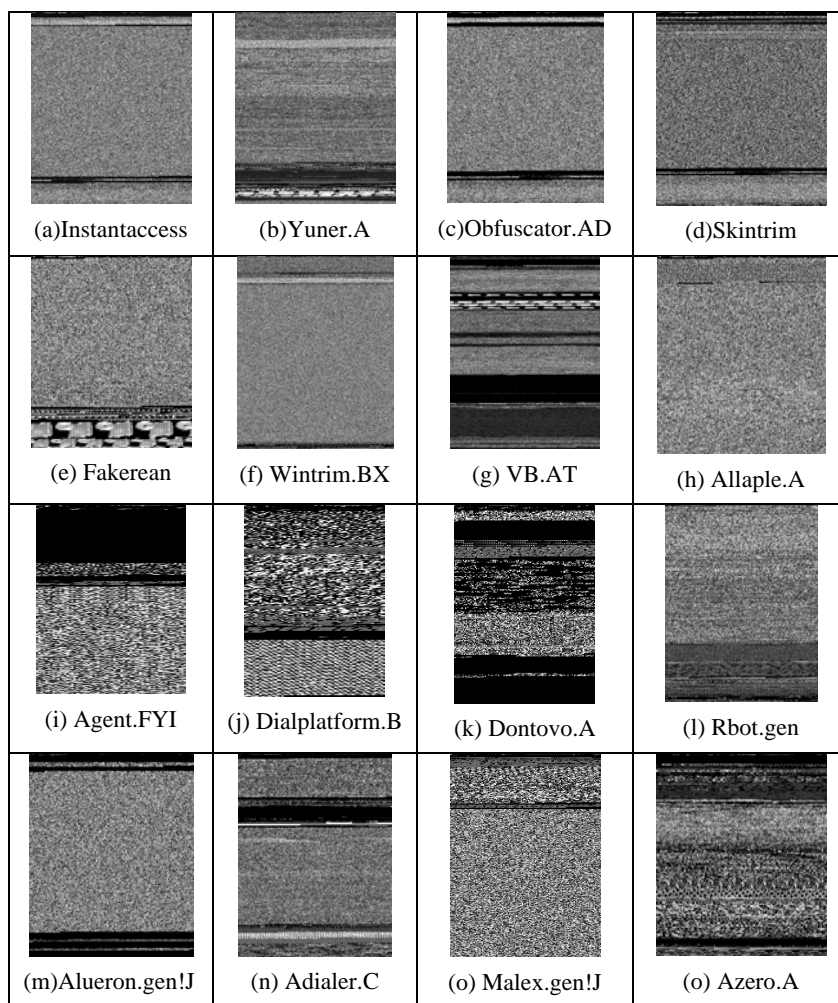 (a)Instantaccess
(b)Yuner.A
(c)Obfuscator.AD
(d)Skintrim
(e) Fakerean
(f) Wintrim.BX
(g) VB.AT
(h) Allaple.A
(i) Agent.FYI
(j) Dialplatform.B
(k) Dontovo.A
(l) Rbot.gen
(m)Alueron.gen!J
(n) Adialer.C
(o) Malex.gen!J
(o) Azero.A